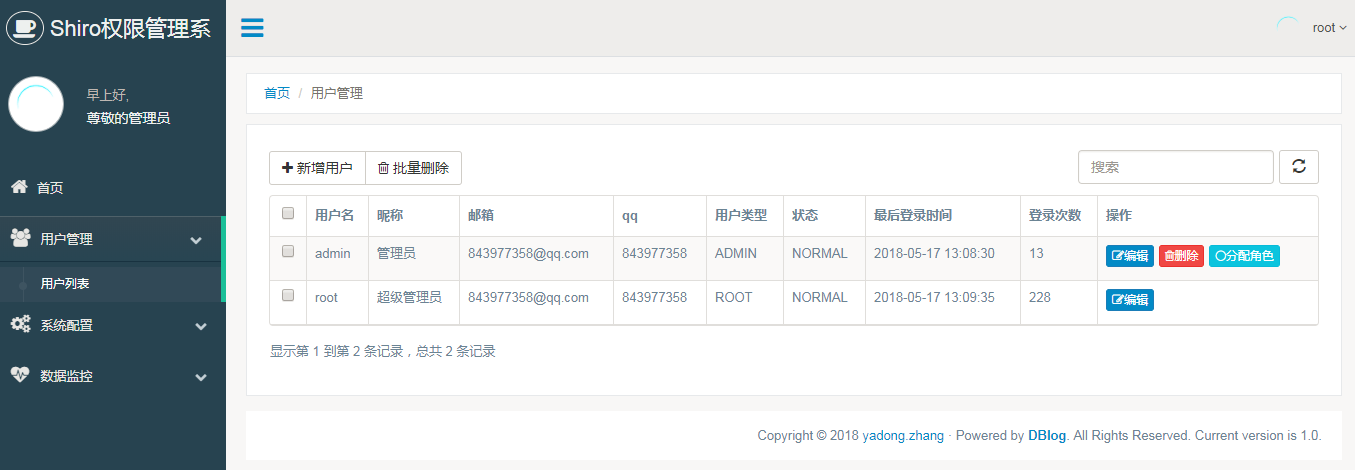 Shiro权限管理系
root
早上好,
尊敬的管理员
首页
用户管理
用户列表
系统配置
数据监控
首页 / 用户管理
新增用户 批量删除 搜索
用户名 昵称 邮箱 qq 用户类型 状态 最后登录时间 登录次数 操作
admin 管理员 843977358@qq.com 843977358 ADMIN NORMAL 2018-05-17 13:08:30 13 编辑 删除 分配角色
root 超级管理员 843977358@qq.com 843977358 ROOT NORMAL 2018-05-17 13:09:35 228 编辑
显示第 1 到第 2 条记录，总共 2 条记录
Copyright © 2018 yadong.zhang · Powered by DBlog. All Rights Reserved. Current version is 1.0.